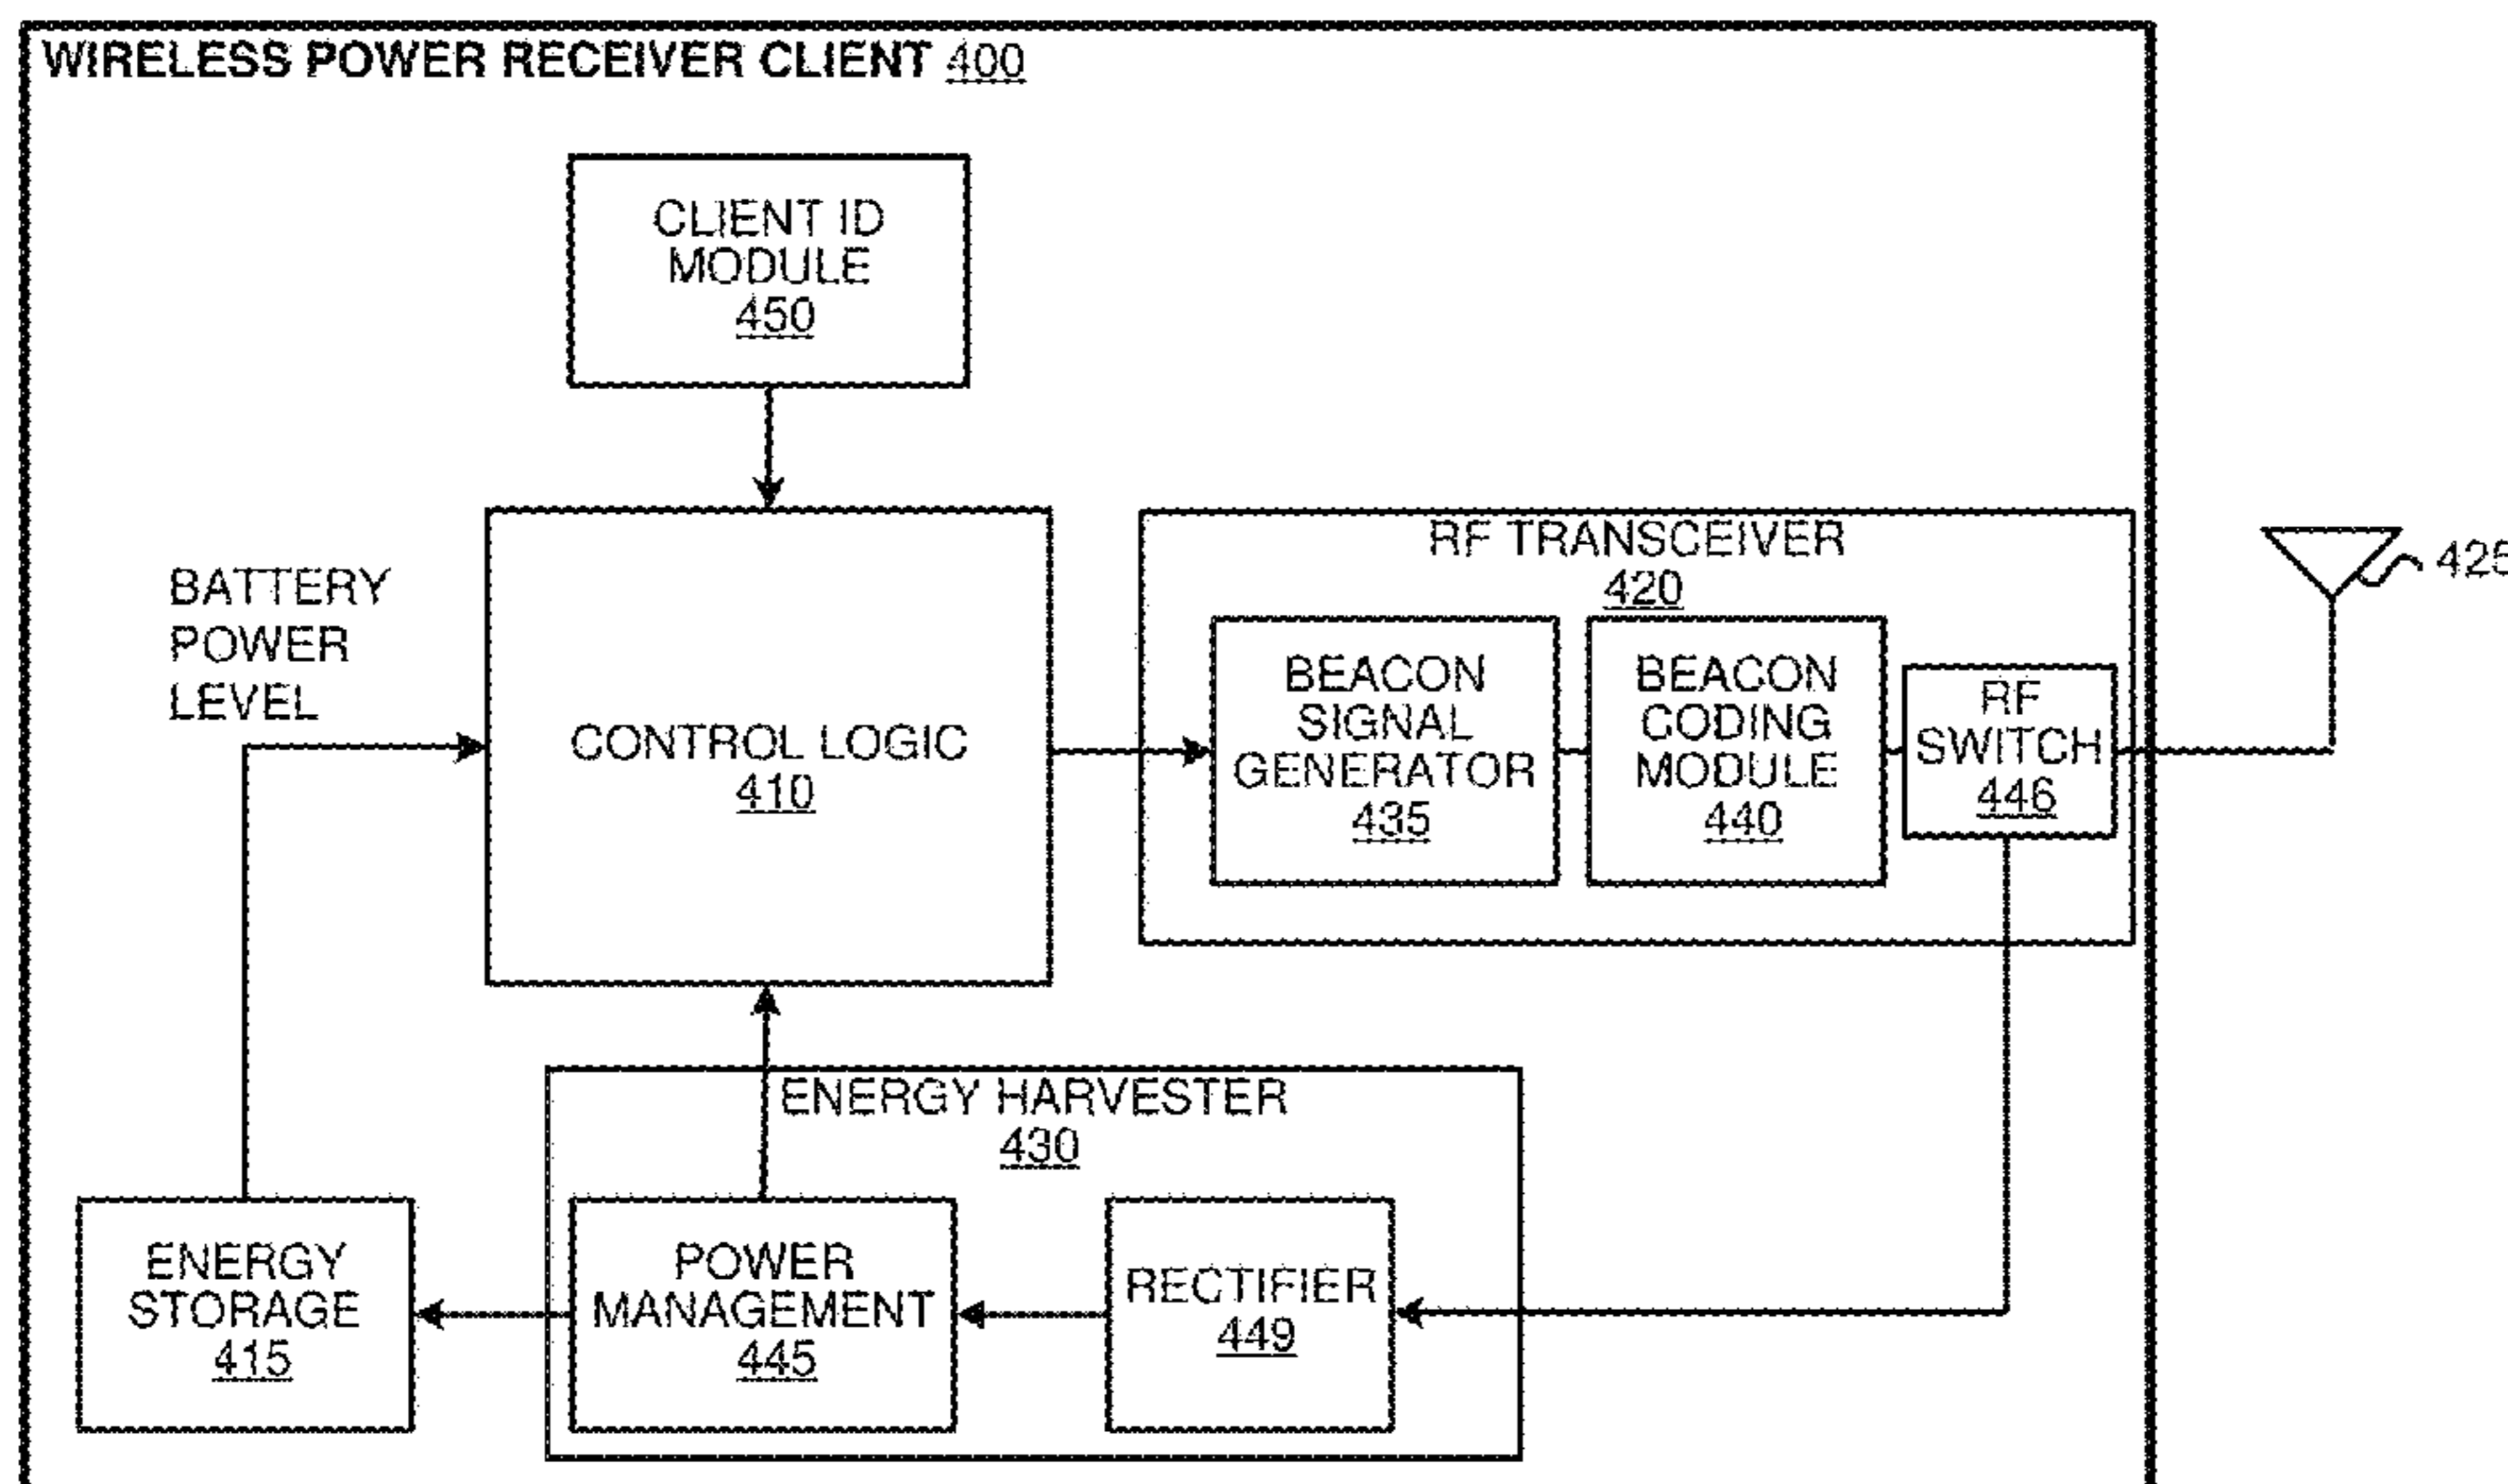 WIRELESS POWER RECEIVER CLIENT 400
CLIENT ID
MODULE
450
BATTERY
POWER
LEVEL
CONTROL LOGIC
410
RF TRANSCEIVER
420
BEACON
SIGNAL
GENERATOR
435
BEACON
CODING
MODULE
440
RF
SWITCH
446
425
ENERGY HARVESTER
430
ENERGY
STORAGE
415
POWER
MANAGEMENT
445
RECTIFIER
449